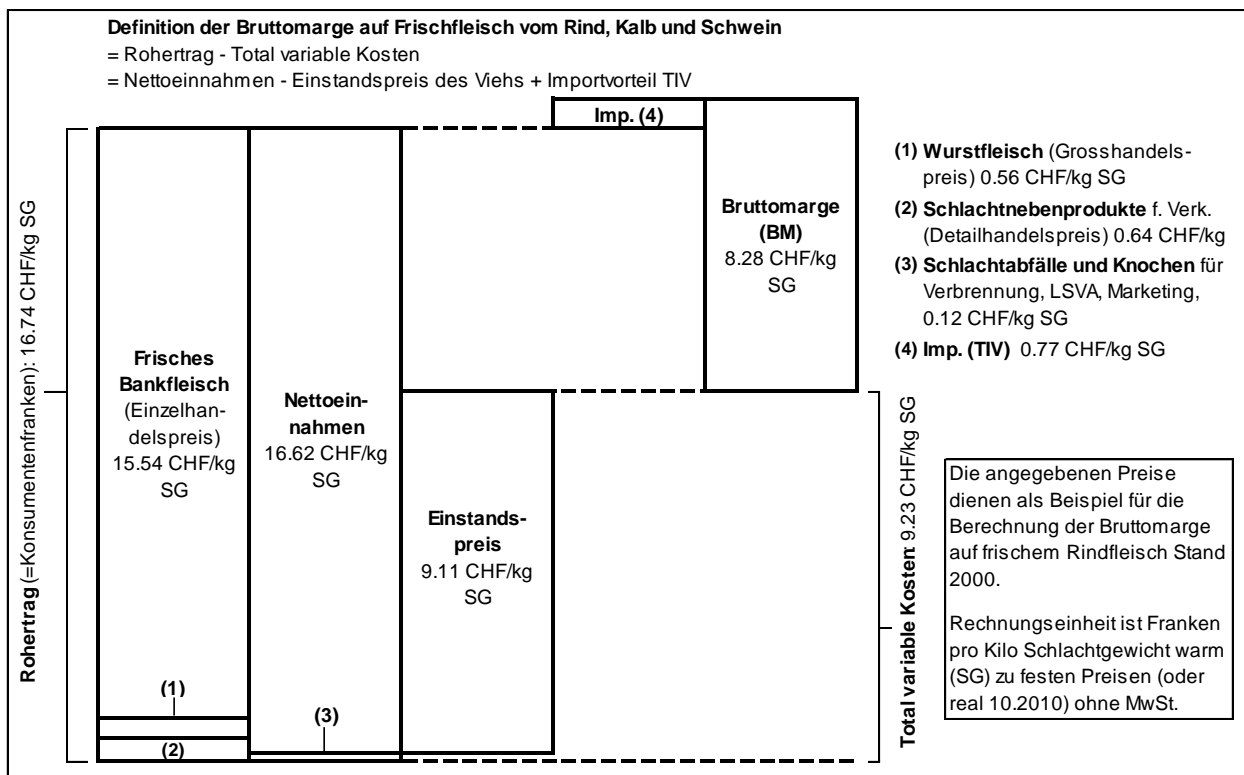 Definition der Bruttomarge auf Frischfleisch vom Rind, Kalb und Schwein
= Rohertrag - Total variable Kosten
= Nettoeinnahmen - Einstandspreis des Viehs + Importvorteil TIV
Rohertrag (=Konsumentenfranken): 16.74 CHF/kg SG
Frisches
Bankfleisch
(Einzelhan-
delspreis)
15.54 CHF/kg
SG
(1)
(2)
Nettoein-
nahmen
16.62 CHF/kg
SG
(3)
Einstands-
preis
9.11 CHF/kg
SG
Imp. (4)
Bruttomarge
(BM)
8.28 CHF/kg
SG
Total variable Kosten: 9.23 CHF/kg SG
(1) Wurstfleisch (Grosshandels-
preis) 0.56 CHF/kg SG
(2) Schlachtnebenprodukte f. Verk.
(Detailhandelspreis) 0.64 CHF/kg
(3) Schlachtabfälle und Knochen für
Verbrennung, LSVA, Marketing,
0.12 CHF/kg SG
(4) Imp. (TIV) 0.77 CHF/kg SG
Die angegebenen Preise
dienen als Beispiel für die
Berechnung der Bruttomarge
auf frischem Rindfleisch Stand
2000.
Rechnungseinheit ist Franken
pro Kilo Schlachtgewicht warm
(SG) zu festen Preisen (oder
real 10.2010) ohne MwSt.